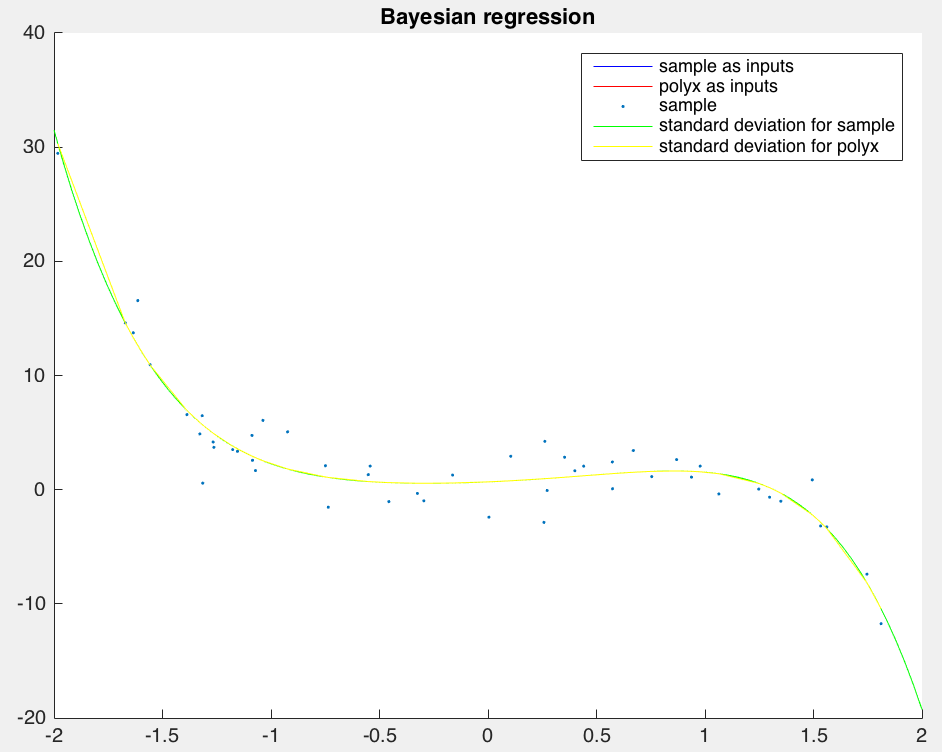 Bayesian regression
sample as inputs
polyx as inputs
sample
standard deviation for sample
standard deviation for polyx
40
30
20
10
0
-10
-20
-2
-1.5
-1
-0.5
0
0.5
1
1.5
2